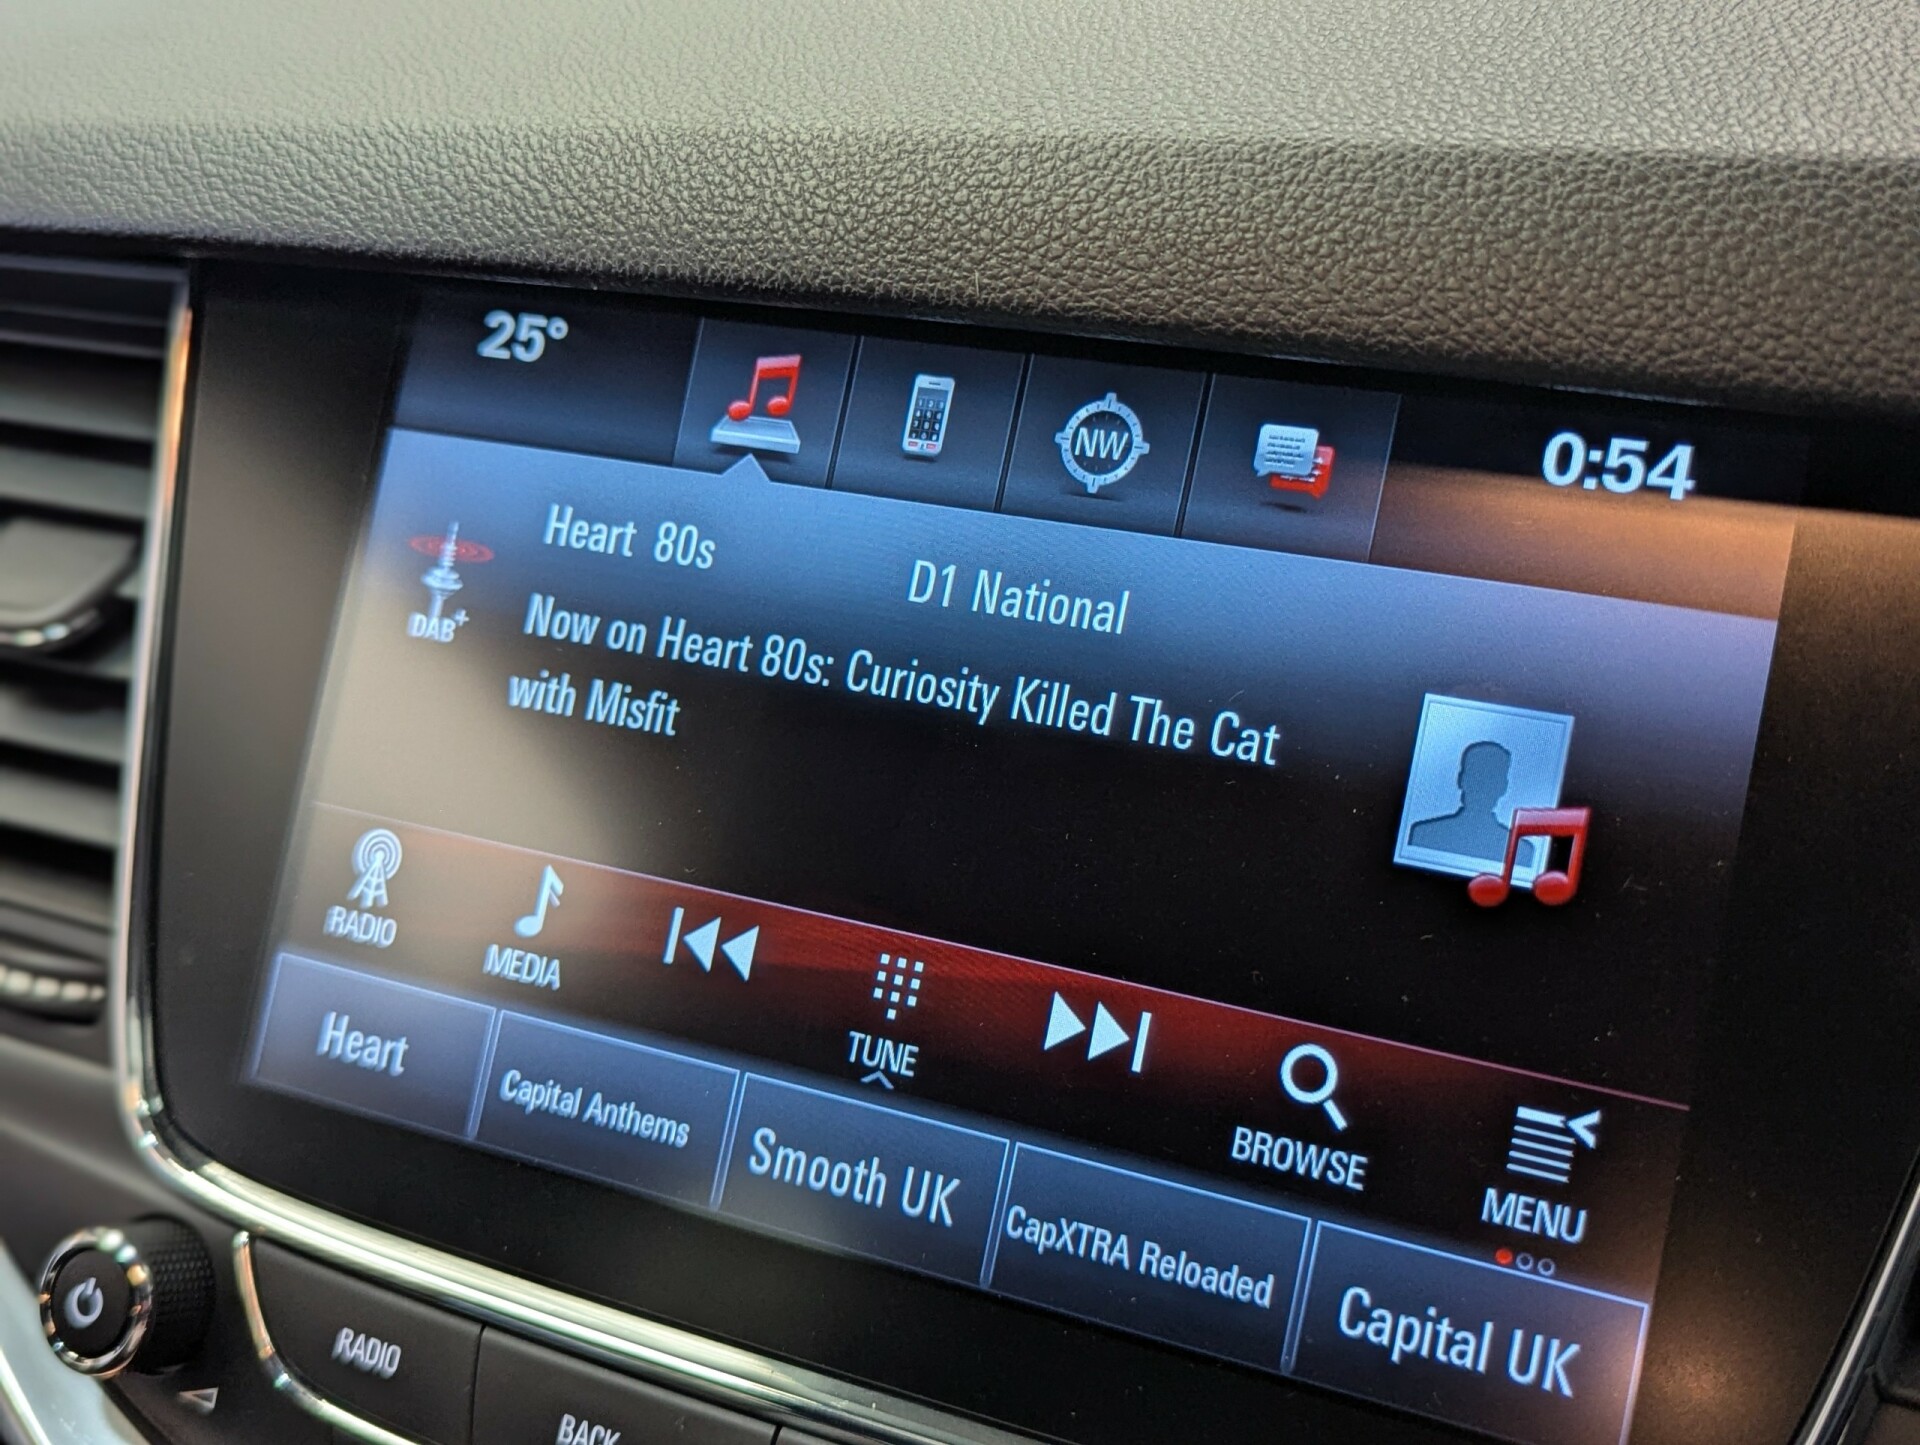 25°
NW
0:54
Heart 80s
D1 National
DAB+
Now on Heart 80s: Curiosity Killed The Cat
with Misfit
RADIO
MEDIA
TUNE
BROWSE
MENU
Heart
Capital Anthems
Smooth UK
CapXTRA Reloaded
Capital UK
RADIO
BACK